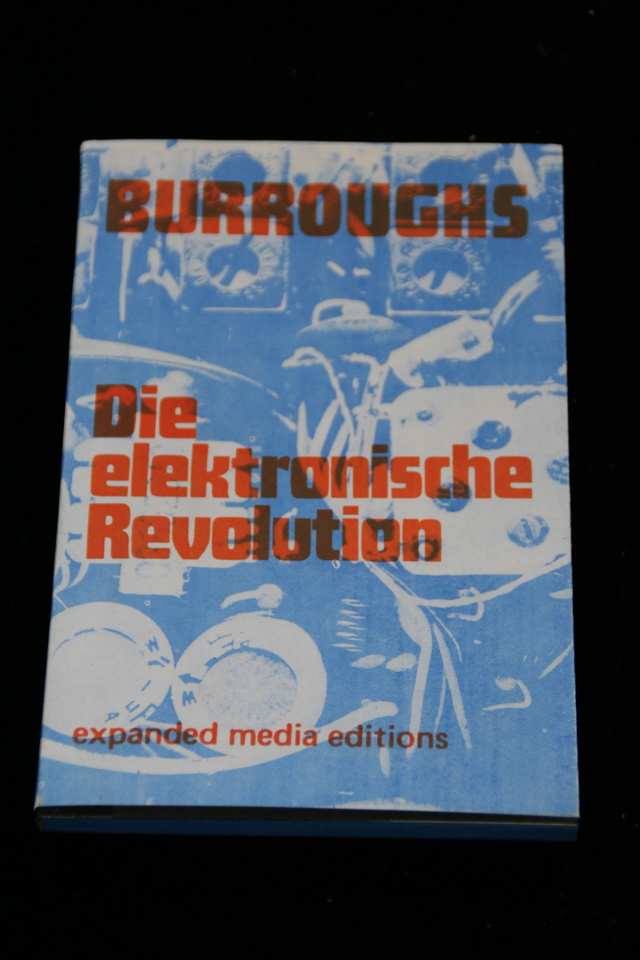 BURROUGHS
Die
elektronische
Revolution
expanded media editions